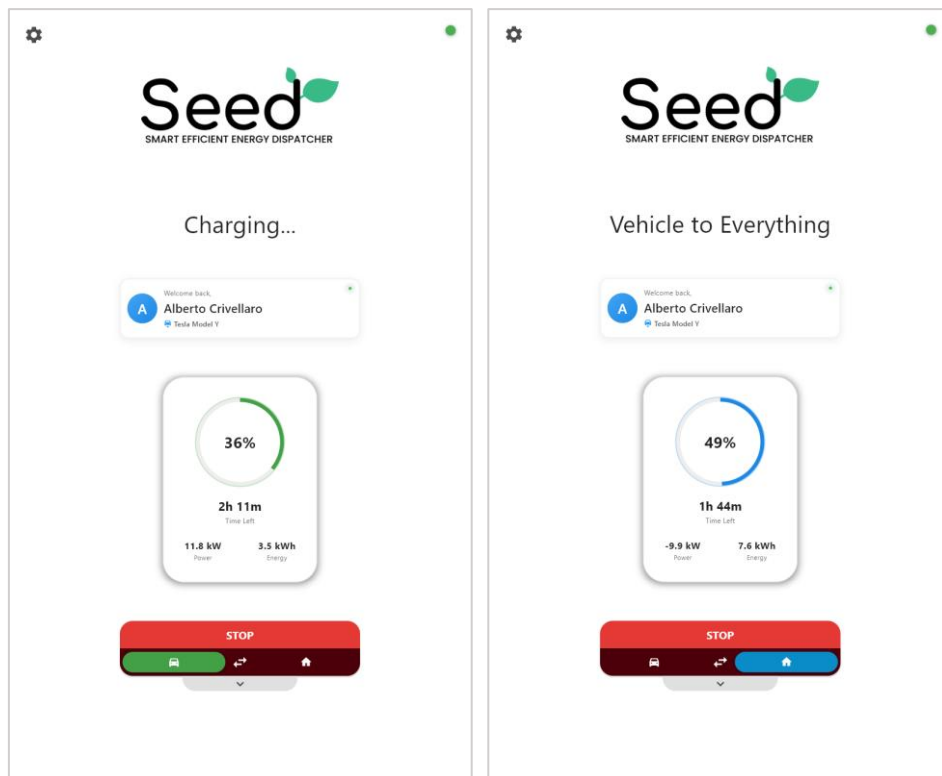 Seed
SMART EFFICIENT ENERGY DISPATCHER
Charging...
A
Welcome back,
Alberto Crivellaro
Tesla Model Y
36%
2h 11m
Time Left
11.8 kW 3.5 kWh
Power Energy
STOP
Seed
SMART EFFICIENT ENERGY DISPATCHER
Vehicle to Everything
A
Welcome back,
Alberto Crivellaro
Tesla Model Y
49%
1h 44m
Time Left
-9.9 kW 7.6 kWh
Power Energy
STOP